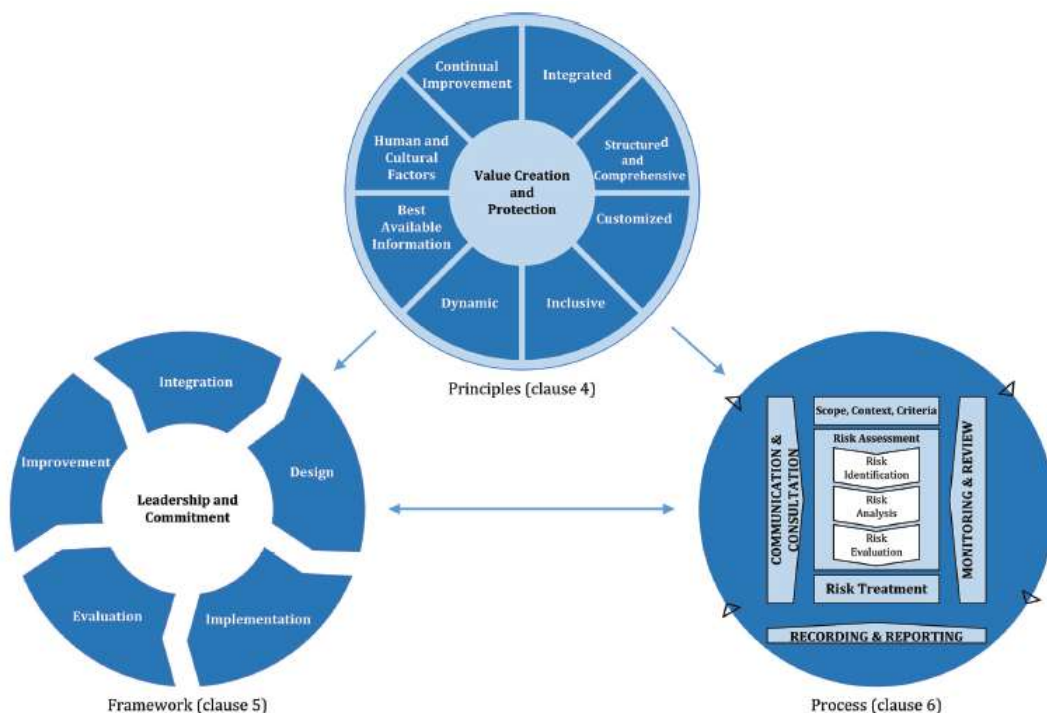 Continual
Improvement
Integrated
Human and
Cultural
Factors
Structured
and
Comprehensive
Value Creation
and
Protection
Best
Available
Information
Customized
Dynamic
Inclusive
Principles (clause 4)
Integration
Improvement
Design
Leadership and
Commitment
Evaluation
Implementation
Framework (clause 5)
COMMUNICATION &
CONSULTATION
Scope, Context, Criteria
Risk Assessment
Risk
Identification
Risk
Analysis
Risk
Evaluation
Risk Treatment
MONITORING & REVIEW
RECORDING & REPORTING
Process (clause 6)